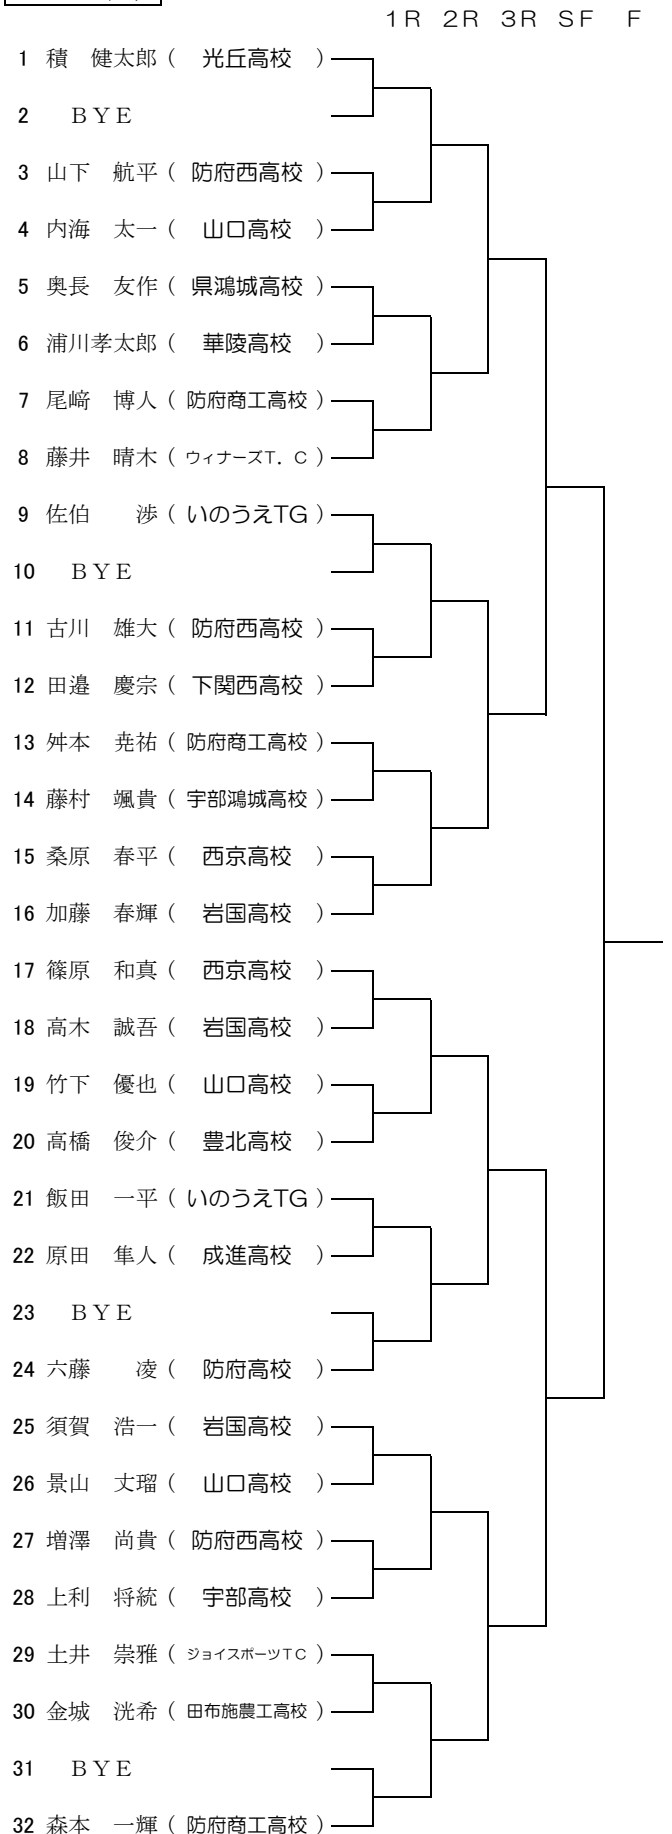 １Ｒ ２Ｒ ３Ｒ ＳＦ Ｆ
1 積　健太郎（ 光丘高校 ）
2 ＢＹＥ
3 山下　航平（ 防府西高校 ）
4 内海　太一（ 山口高校 ）
5 奥長　友作（ 県鴻城高校 ）
6 浦川孝太郎（ 華陵高校 ）
7 尾﨑　博人（ 防府商工高校 ）
8 藤井　晴木（ ウィナーズＴ．Ｃ ）
9 佐伯　　渉（ いのうえTG ）
10 ＢＹＥ
11 古川　雄大（ 防府西高校 ）
12 田邉　慶宗（ 下関西高校 ）
13 舛本　尭祐（ 防府商工高校 ）
14 藤村　颯貴（ 宇部鴻城高校 ）
15 桑原　春平（ 西京高校 ）
16 加藤　春輝（ 岩国高校 ）
17 篠原　和真（ 西京高校 ）
18 高木　誠吾（ 岩国高校 ）
19 竹下　優也（ 山口高校 ）
20 高橋　俊介（ 豊北高校 ）
21 飯田　一平（ いのうえTG ）
22 原田　隼人（ 成進高校 ）
23 ＢＹＥ
24 六藤　　凌（ 防府高校 ）
25 須賀　浩一（ 岩国高校 ）
26 景山　丈瑠（ 山口高校 ）
27 増澤　尚貴（ 防府西高校 ）
28 上利　将統（ 宇部高校 ）
29 土井　崇雅（ ジョイスポーツＴＣ ）
30 金城　洸希（ 田布施農工高校 ）
31 ＢＹＥ
32 森本　一輝（ 防府商工高校 ）